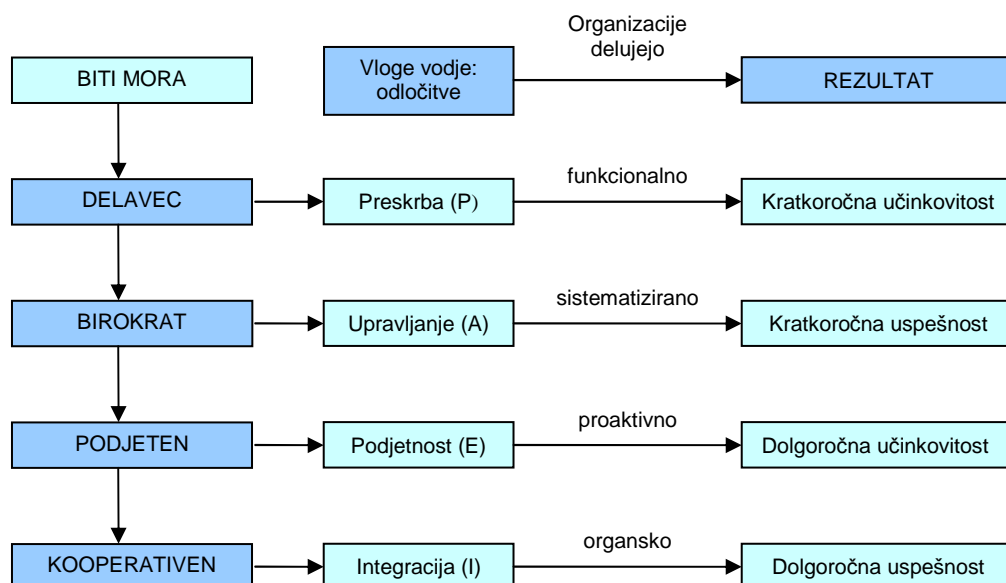 Organizacije
delujejo
BITI MORA
Vloge vodje:
odločitve
REZULTAT
funkcionalno
DELAVEC
Preskrba (P)
Kratkoročna učinkovitost
sistematizirano
BIROKRAT
Upravljanje (A)
Kratkoročna uspešnost
proaktivno
PODJETEN
Podjetnost (E)
Dolgoročna učinkovitost
organsko
KOOPERATIVEN
Integracija (I)
Dolgoročna uspešnost